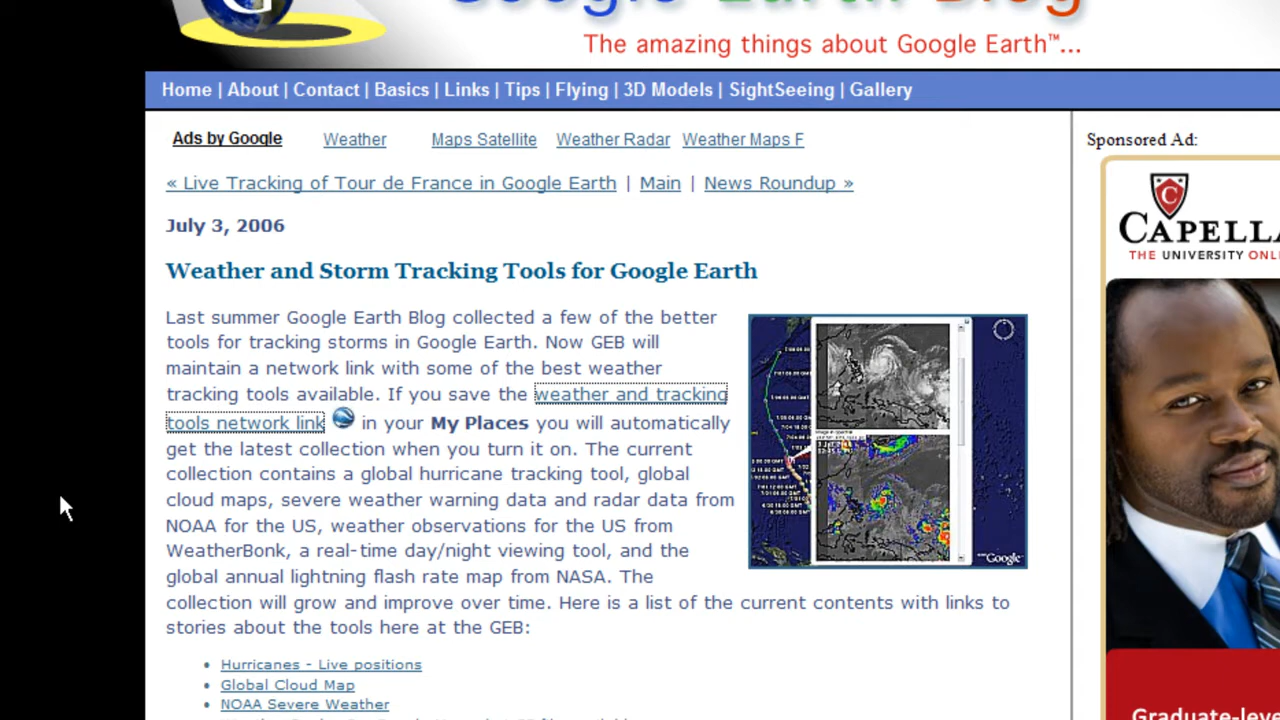 Google Earth Blog
The amazing things about Google Earth™...
Home | About | Contact | Basics | Links | Tips | Flying | 3D Models | SightSeeing | Gallery
Ads by Google Weather Maps Satellite Weather Radar Weather Maps F
« Live Tracking of Tour de France in Google Earth | Main | News Roundup »
July 3, 2006
Weather and Storm Tracking Tools for Google Earth
Last summer Google Earth Blog collected a few of the better
tools for tracking storms in Google Earth. Now GEB will
maintain a network link with some of the best weather
tracking tools available. If you save the weather and tracking
tools network link in your My Places you will automatically
get the latest collection when you turn it on. The current
collection contains a global hurricane tracking tool, global
cloud maps, severe weather warning data and radar data from
NOAA for the US, weather observations for the US from
WeatherBonk, a real-time day/night viewing tool, and the
global annual lightning flash rate map from NASA. The
collection will grow and improve over time. Here is a list of the current contents with links to
stories about the tools here at the GEB:
• Hurricanes - Live positions
• Global Cloud Map
• NOAA Severe Weather
Google
Sponsored Ad:
C
CAPELLA
THE UNIVERSITY ONL
Graduate-leve